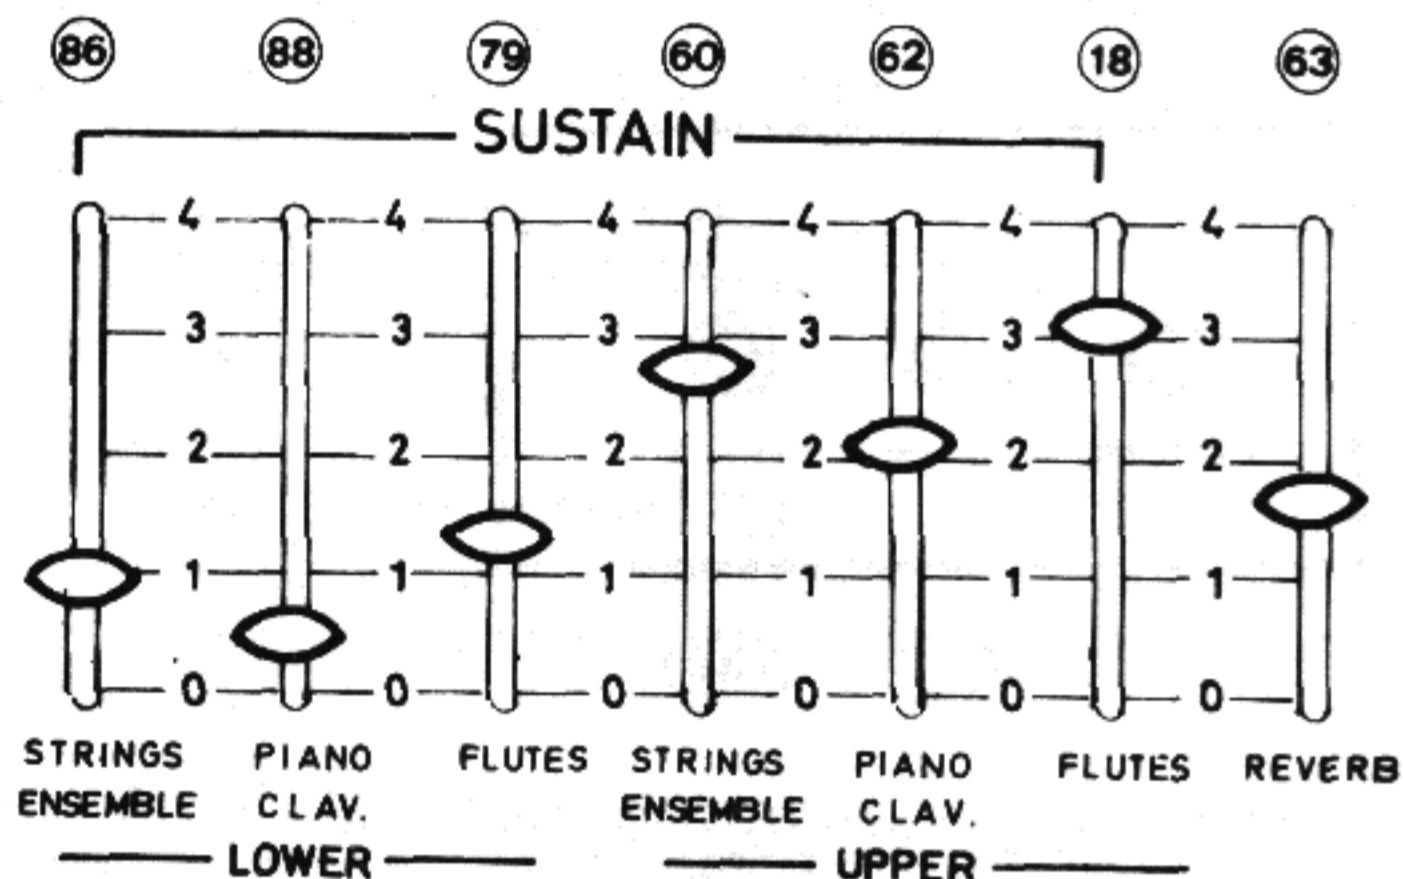 86 88 79 60 62 18 63
SUSTAIN
4 4 4 4 4 4
3 3 3 3 3 3
2 2 2 2 2 2
1 1 1 1 1 1
0 0 0 0 0 0
STRINGS PIANO FLUTES STRINGS PIANO FLUTES REVERB
ENSEMBLE CLAV. ENSEMBLE CLAV.
LOWER UPPER